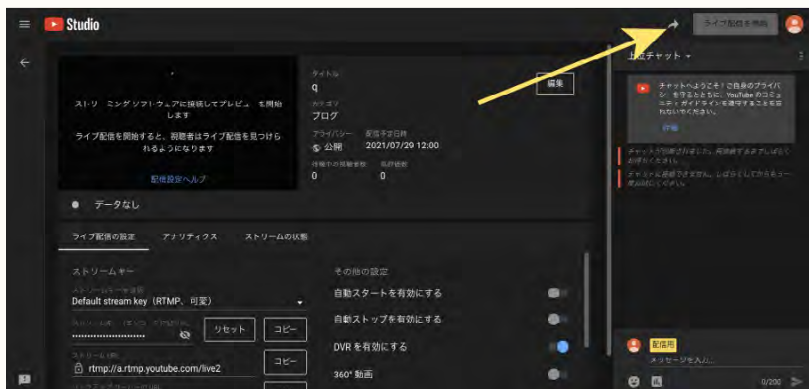 Studio
ライブ配信を開始
上位チャット
ストリーミングソフトウェアに接続してプレビューを開始
します
ライブ配信を開始すると、視聴者はライブ配信を見つけら
れるようになります
配信設定ヘルプ
タイトル
q
編集
カテゴリ
ブログ
プライバシー
配信予定日時
公開
2021/07/29 12:00
0
0
チャットへようこそ！ご自身のプライバ
シーを守るとともに、YouTube のコミュ
ニティ ガイドラインを遵守することを忘
れないでください。
詳細
データなし
ライブ配信の設定
アナリティクス
ストリームの状態
ストリームキー
Default stream key（RTMP、可変）
リセット
コピー
ストリーム URL
rtmp://a.rtmp.youtube.com/live2
コピー
その他の設定
自動スタートを有効にする
自動ストップを有効にする
DVR を有効にする
360° 動画
配信用
メッセージを入力...
0/200